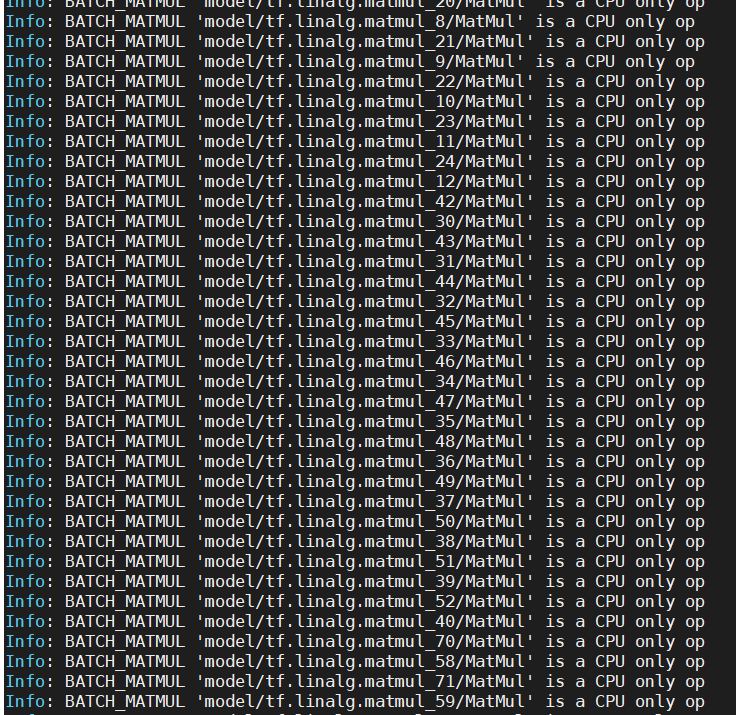 Info: BATCH_MATMUL 'model/tf.linalg.matmul_20/MatMul' is a CPU only op
Info: BATCH_MATMUL 'model/tf.linalg.matmul_8/MatMul' is a CPU only op
Info: BATCH_MATMUL 'model/tf.linalg.matmul_21/MatMul' is a CPU only op
Info: BATCH_MATMUL 'model/tf.linalg.matmul_9/MatMul' is a CPU only op
Info: BATCH_MATMUL 'model/tf.linalg.matmul_22/MatMul' is a CPU only op
Info: BATCH_MATMUL 'model/tf.linalg.matmul_10/MatMul' is a CPU only op
Info: BATCH_MATMUL 'model/tf.linalg.matmul_23/MatMul' is a CPU only op
Info: BATCH_MATMUL 'model/tf.linalg.matmul_11/MatMul' is a CPU only op
Info: BATCH_MATMUL 'model/tf.linalg.matmul_24/MatMul' is a CPU only op
Info: BATCH_MATMUL 'model/tf.linalg.matmul_12/MatMul' is a CPU only op
Info: BATCH_MATMUL 'model/tf.linalg.matmul_42/MatMul' is a CPU only op
Info: BATCH_MATMUL 'model/tf.linalg.matmul_30/MatMul' is a CPU only op
Info: BATCH_MATMUL 'model/tf.linalg.matmul_43/MatMul' is a CPU only op
Info: BATCH_MATMUL 'model/tf.linalg.matmul_31/MatMul' is a CPU only op
Info: BATCH_MATMUL 'model/tf.linalg.matmul_44/MatMul' is a CPU only op
Info: BATCH_MATMUL 'model/tf.linalg.matmul_32/MatMul' is a CPU only op
Info: BATCH_MATMUL 'model/tf.linalg.matmul_45/MatMul' is a CPU only op
Info: BATCH_MATMUL 'model/tf.linalg.matmul_33/MatMul' is a CPU only op
Info: BATCH_MATMUL 'model/tf.linalg.matmul_46/MatMul' is a CPU only op
Info: BATCH_MATMUL 'model/tf.linalg.matmul_34/MatMul' is a CPU only op
Info: BATCH_MATMUL 'model/tf.linalg.matmul_47/MatMul' is a CPU only op
Info: BATCH_MATMUL 'model/tf.linalg.matmul_35/MatMul' is a CPU only op
Info: BATCH_MATMUL 'model/tf.linalg.matmul_48/MatMul' is a CPU only op
Info: BATCH_MATMUL 'model/tf.linalg.matmul_36/MatMul' is a CPU only op
Info: BATCH_MATMUL 'model/tf.linalg.matmul_49/MatMul' is a CPU only op
Info: BATCH_MATMUL 'model/tf.linalg.matmul_37/MatMul' is a CPU only op
Info: BATCH_MATMUL 'model/tf.linalg.matmul_50/MatMul' is a CPU only op
Info: BATCH_MATMUL 'model/tf.linalg.matmul_38/MatMul' is a CPU only op
Info: BATCH_MATMUL 'model/tf.linalg.matmul_51/MatMul' is a CPU only op
Info: BATCH_MATMUL 'model/tf.linalg.matmul_39/MatMul' is a CPU only op
Info: BATCH_MATMUL 'model/tf.linalg.matmul_52/MatMul' is a CPU only op
Info: BATCH_MATMUL 'model/tf.linalg.matmul_40/MatMul' is a CPU only op
Info: BATCH_MATMUL 'model/tf.linalg.matmul_70/MatMul' is a CPU only op
Info: BATCH_MATMUL 'model/tf.linalg.matmul_58/MatMul' is a CPU only op
Info: BATCH_MATMUL 'model/tf.linalg.matmul_71/MatMul' is a CPU only op
Info: BATCH_MATMUL 'model/tf.linalg.matmul_59/MatMul' is a CPU only op